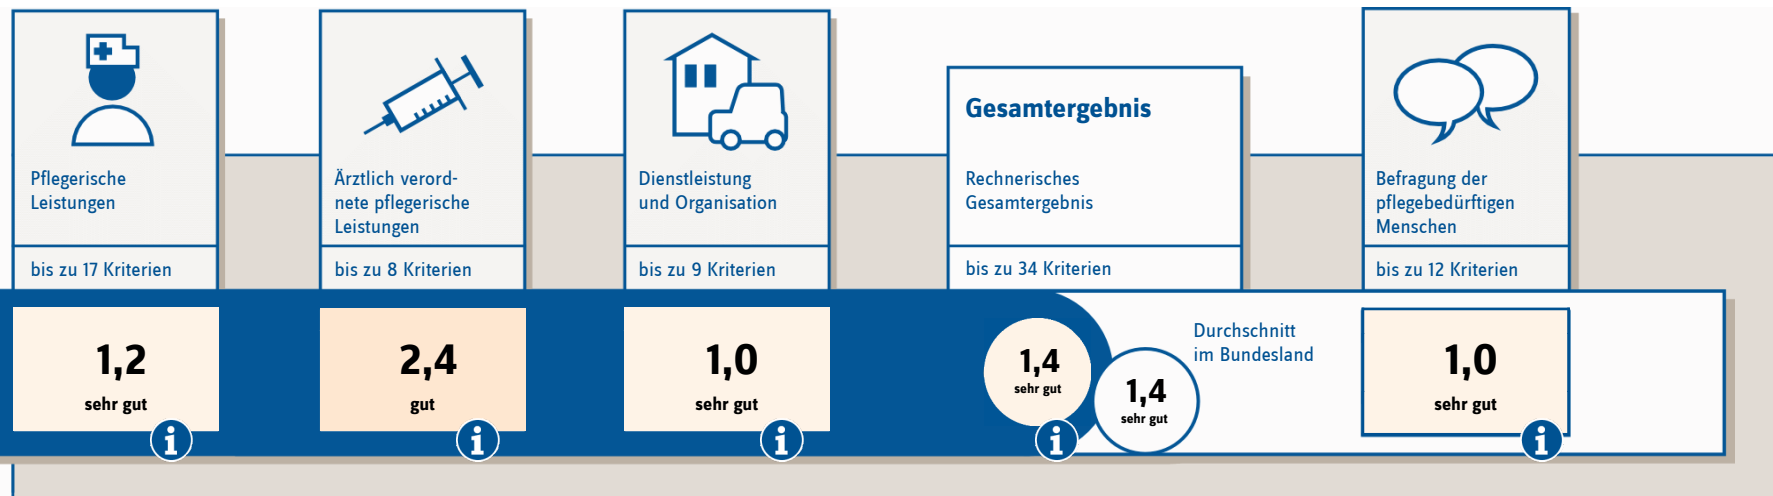 Pflegerische
Leistungen
bis zu 17 Kriterien
1,2
sehr gut
Ärztlich verord-
nete pflegerische
Leistungen
bis zu 8 Kriterien
2,4
gut
Dienstleistung
und Organisation
bis zu 9 Kriterien
1,0
sehr gut
Gesamtergebnis
Rechnerisches
Gesamtergebnis
bis zu 34 Kriterien
1,4
sehr gut
Durchschnitt
im Bundesland
1,4
sehr gut
Befragung der
pflegebedürftigen
Menschen
bis zu 12 Kriterien
1,0
sehr gut